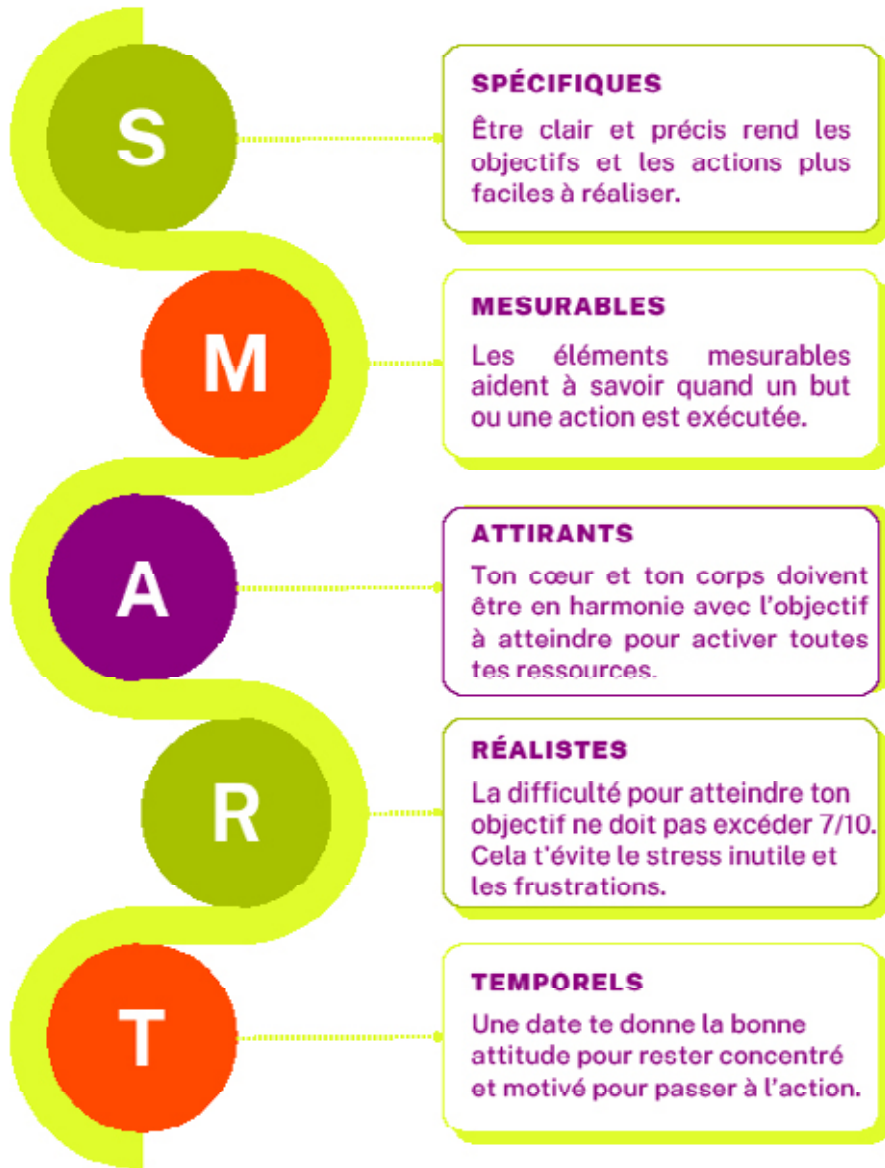 S
SPÉCIFIQUES
Être clair et précis rend les
objectifs et les actions plus
faciles à réaliser.
M
MESURABLES
Les éléments mesurables
aident à savoir quand un but
ou une action est exécutée.
A
ATTIRANTS
Ton cœur et ton corps doivent
être en harmonie avec l'objectif
à atteindre pour activer toutes
tes ressources.
R
RÉALISTES
La difficulté pour atteindre ton
objectif ne doit pas excéder 7/10.
Cela t'évite le stress inutile et
les frustrations.
T
TEMPORELS
Une date te donne la bonne
attitude pour rester concentré
et motivé pour passer à l'action.